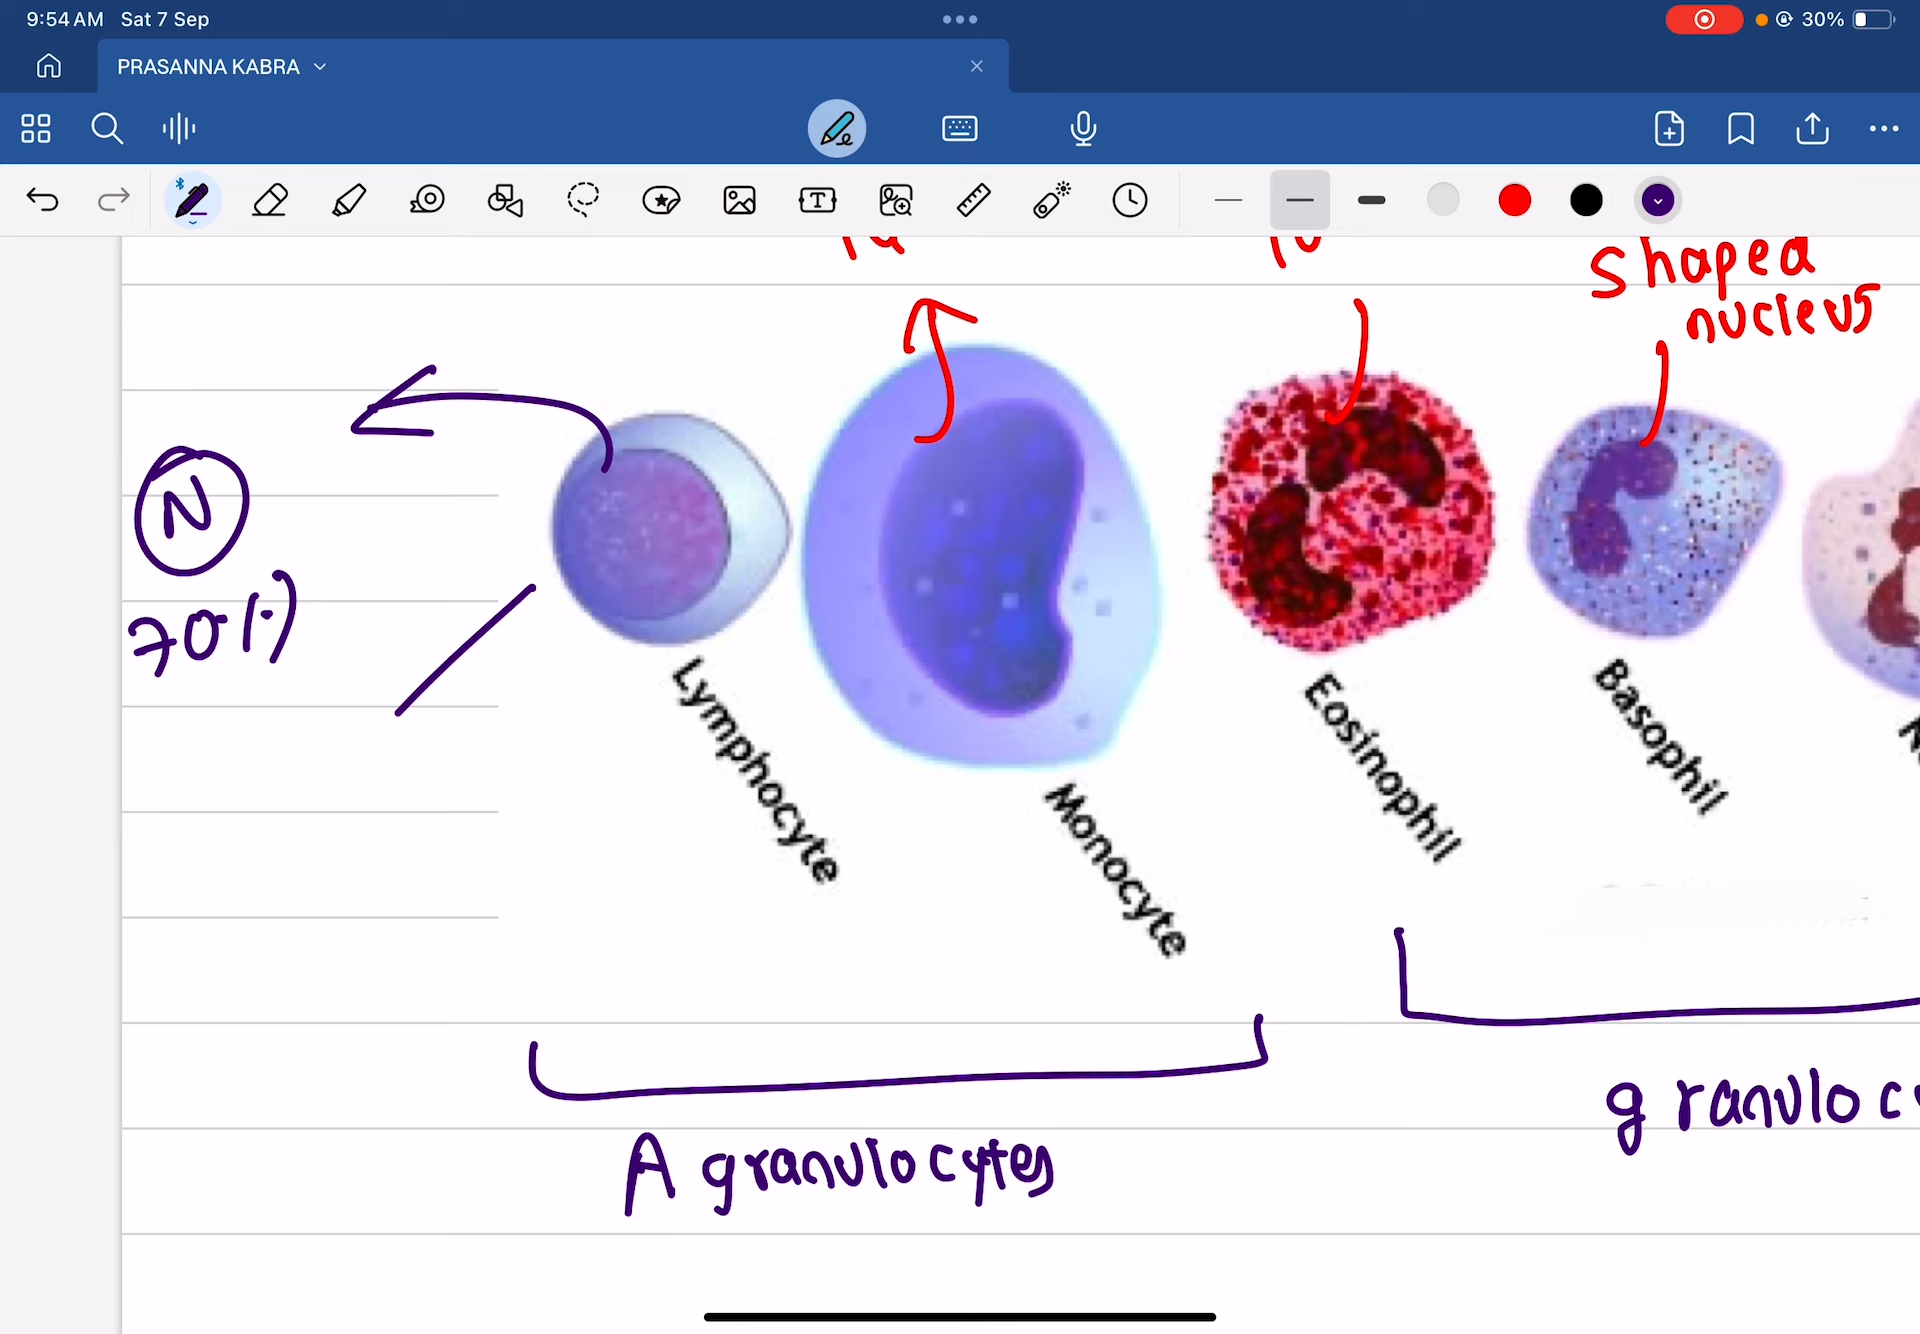 9:54 AM Sat 7 Sep
30%
PRASANNA KABRA
shaped
nucleus
N
70
Lymphocyte
Monocyte
Eosinophil
Basophil
A granulocytes
granuloc